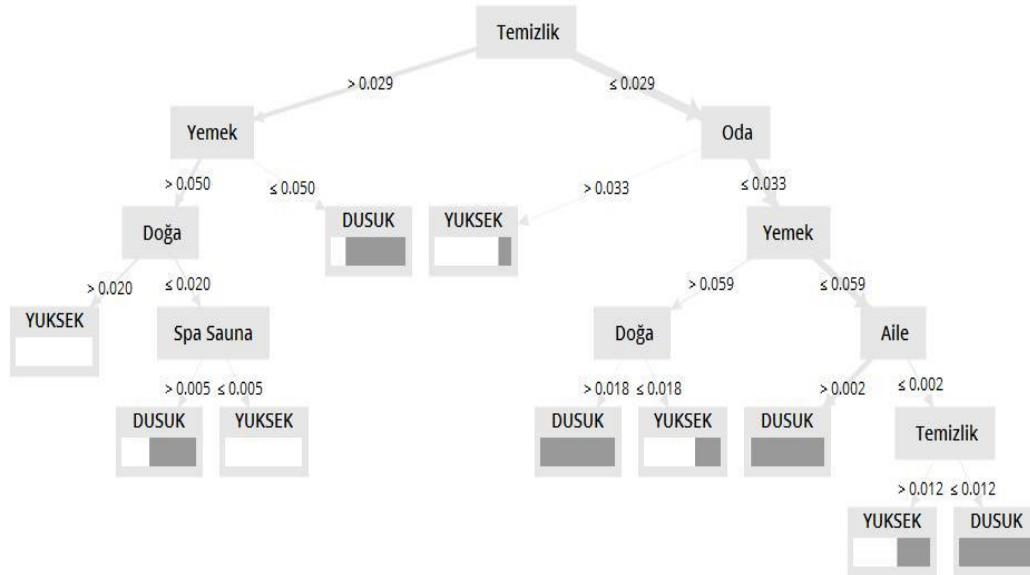 Temizlik
> 0.029
≤ 0.029
Yemek
Oda
> 0.050
≤ 0.050
> 0.033
≤ 0.033
Doğa
DUSUK
YUKSEK
Yemek
> 0.020
≤ 0.020
> 0.059
≤ 0.059
YUKSEK
Spa Sauna
Doğa
Aile
> 0.005
≤ 0.005
> 0.018
≤ 0.018
> 0.002
≤ 0.002
DUSUK
YUKSEK
DUSUK
YUKSEK
DUSUK
Temizlik
> 0.012
≤ 0.012
YUKSEK
DUSUK